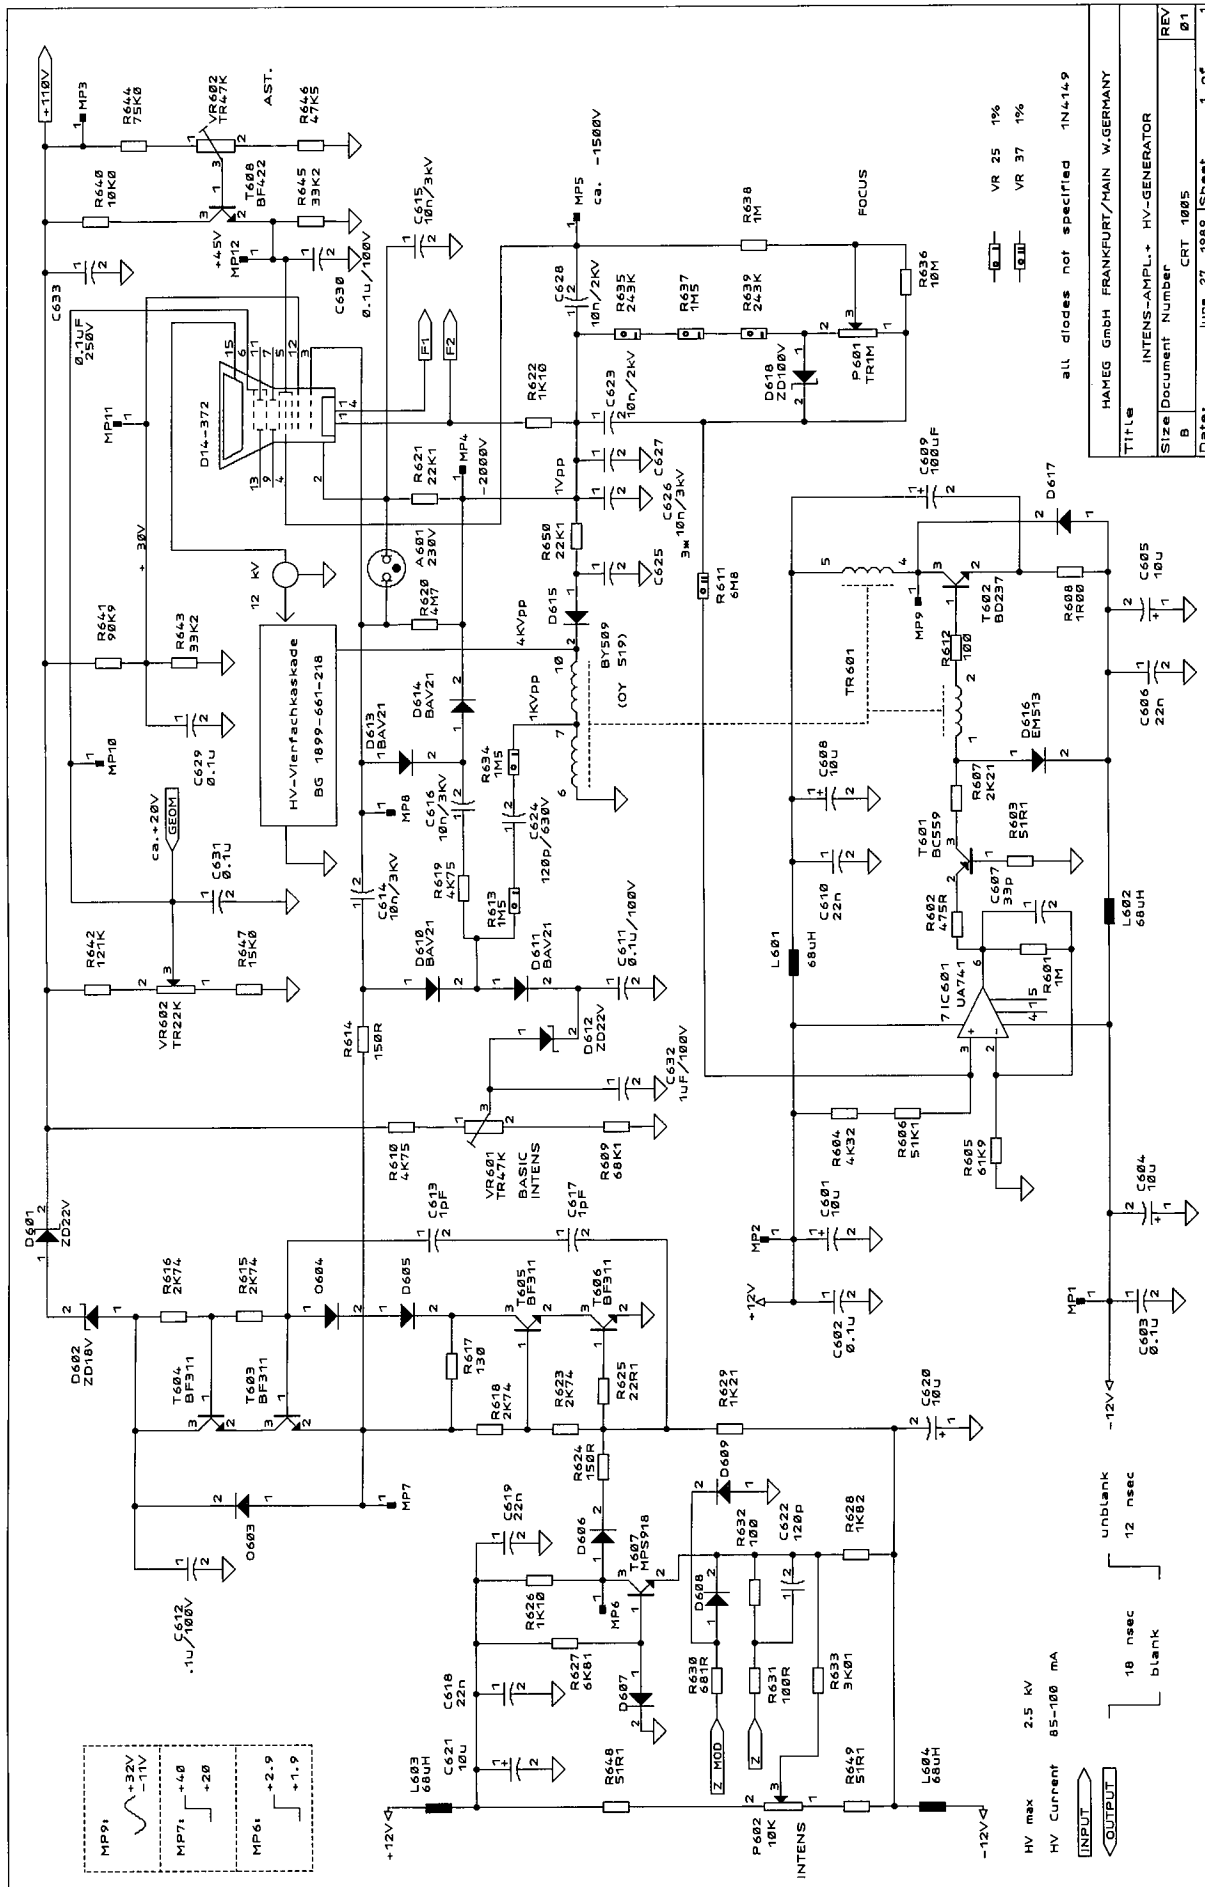 MP9:
+32V
-11V
MP7:
+40
+20
MP6:
+2.9
+1.9
C612
.1u/100V
D603
D602
ZD18V
D601
ZD22V
T604
BF311
T603
BF311
R616
2K74
R615
2K74
D604
D605
R617
130
R618
2K74
R623
2K74
R625
22R1
T605
BF311
T606
BF311
C613
1pF
C617
1pF
MP7
C619
22n
D606
R624
150R
R629
1K21
C620
10u
T607
MPS918
R626
1K10
MP6
R627
6K81
D607
C618
22n
C621
10u
L603
68uH
+12V
R648
51R1
P602
10K
INTENS
R649
51R1
L604
68uH
-12V
D608
D609
R630
681R
Z MOD
R631
100R
Z
R632
100
C622
120p
R633
3K01
R628
1K82
HV max 2.5 kV
HV Current 85-100 mA
INPUT
OUTPUT
18 nsec
blank
unblank
12 nsec
R642
121K
VR602
TR22K
R647
15K0
ca.+20V
GEOM
C631
0.1u
MP10
C629
0.1u
R641
90K9
R643
33K2
+30V
MP11
HV-Vierfachkaskade
BG 1899-661-218
12 kV
R614
150R
C614
10n/3KV
MP8
D610
BAV21
D611
BAV21
C611
0.1u/100V
D612
ZD22V
C632
1uF/100V
R610
4K75
VR601
TR47K
BASIC
INTENS
R609
68K1
R619
4K75
C616
10n/3KV
D613
BAV21
D614
BAV21
R613
1M5
C624
120p/630V
R634
1M5
1KVpp
4KVpp
BY509
(OY 519)
D615
R620
4M7
A601
230V
R621
22K1
MP4
-2000V
1Vpp
R650
22K1
C625
C626
C627
3*10n/3KV
C623
10n/2KV
R622
1K10
F1
F2
D14-372
0.1uF
250V
C633
MP12
+45V
C630
0.1u/100V
R640
10K0
T608
BF422
R645
33K2
+110V
MP3
R644
75K0
VR602
TR47K
AST.
R646
47K5
C615
10n/3KV
MP5
ca. -1500V
C628
10n/2KV
R635
243K
R637
1M5
R639
243K
R638
1M
FOCUS
D618
ZD100V
P601
TR1M
R636
10M
R611
6M8
MP2
+12V
C601
10u
C602
0.1u
R604
4K32
R606
51K1
R605
61K9
IC601
UA741
R601
1M
C607
33p
R602
475R
T601
BC559
R603
51R1
R607
2K21
D616
EM513
L601
68uH
C610
22n
C608
10u
TR601
R612
100
MP9
T602
BD237
C609
100uF
D617
R608
1R00
C605
10u
C606
22n
L602
68uH
C604
10u
MP1
C603
0.1u
-12V
VR 25 1%
VR 37 1%
all diodes not specified 1N4149
HAMEG GmbH FRANKFURT/MAIN W.GERMANY
Title
INTENS-AMPL.+ HV-GENERATOR
Size
Document Number
REV
B
CRT 1005
01